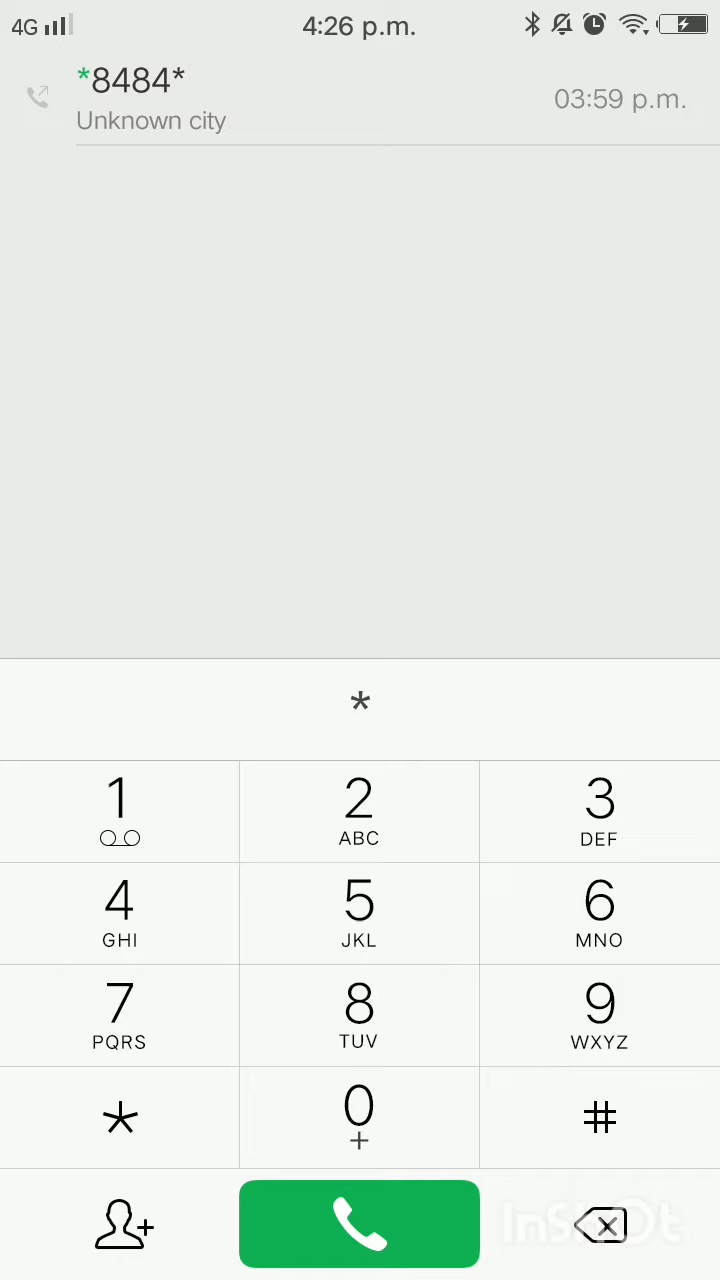 4G 4:26 p.m.
*8484*
Unknown city
03:59 p.m.
*
1 2 3
ABC DEF
4 5 6
GHI JKL MNO
7 8 9
PQRS TUV WXYZ
* 0 #
+
InShOt